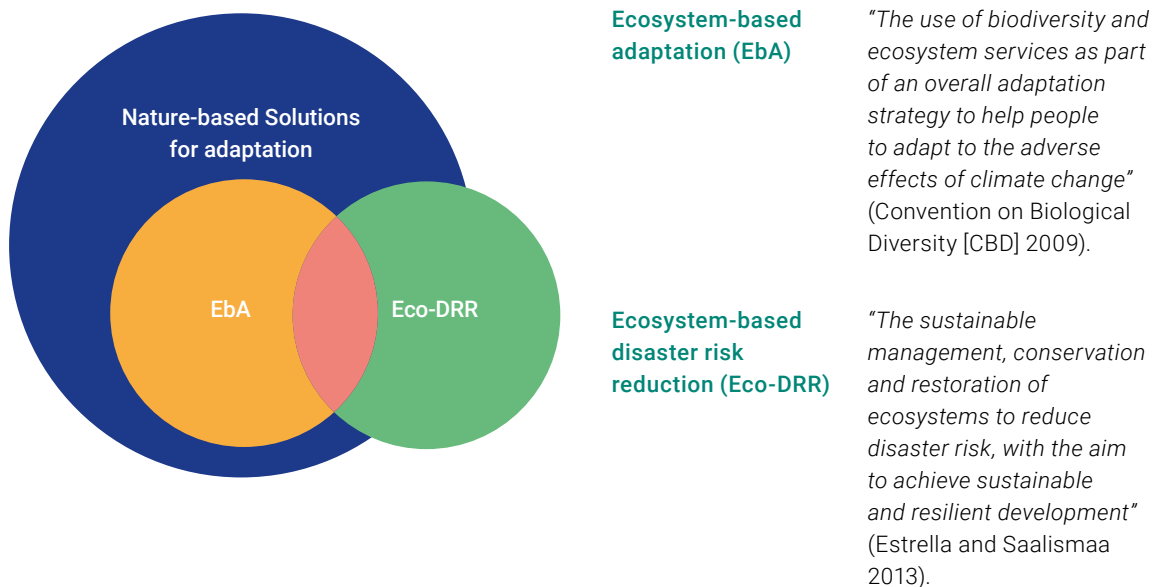 Nature-based Solutions
for adaptation
EbA
Eco-DRR
Ecosystem-based
adaptation (EbA)
“The use of biodiversity and
ecosystem services as part
of an overall adaptation
strategy to help people
to adapt to the adverse
effects of climate change”
(Convention on Biological
Diversity [CBD] 2009).
Ecosystem-based
disaster risk
reduction (Eco-DRR)
“The sustainable
management, conservation
and restoration of
ecosystems to reduce
disaster risk, with the aim
to achieve sustainable
and resilient development”
(Estrella and Saalismaa
2013).